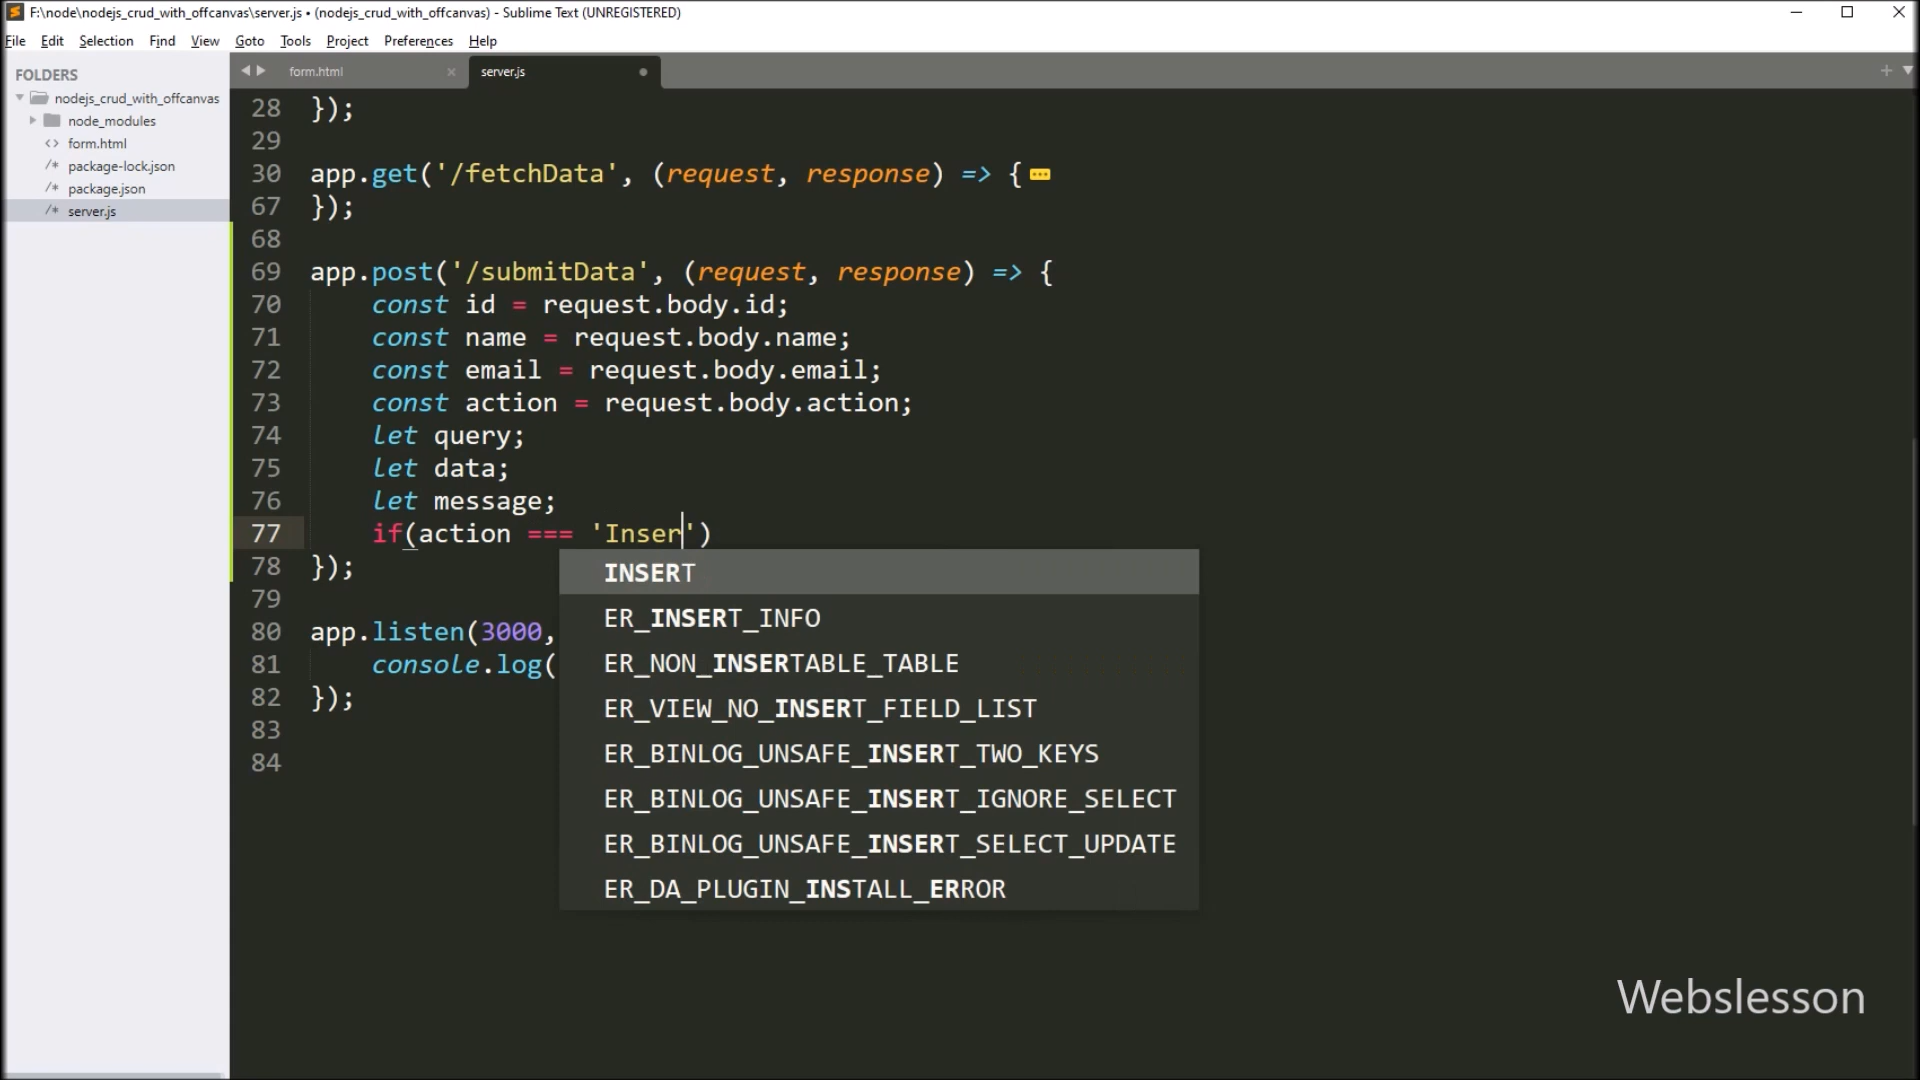 F:\node\nodejs_crud_with_offcanvas\server.js • (nodejs_crud_with_offcanvas) - Sublime Text (UNREGISTERED)
File Edit Selection Find View Goto Tools Project Preferences Help
FOLDERS
nodejs_crud_with_offcanvas
node_modules
<> form.html
/* package-lock.json
/* package.json
/* server.js
form.html × server.js
28 });
29
30 app.get('/fetchData', (request, response) => {
67 });
68
69 app.post('/submitData', (request, response) => {
70 const id = request.body.id;
71 const name = request.body.name;
72 const email = request.body.email;
73 const action = request.body.action;
74 let query;
75 let data;
76 let message;
77 if(action === 'Inser')
78 });
79
80 app.listen(3000,
81 console.log(
82 });
83
84
INSERT
ER_INSERT_INFO
ER_NON_INSERTABLE_TABLE
ER_VIEW_NO_INSERT_FIELD_LIST
ER_BINLOG_UNSAFE_INSERT_TWO_KEYS
ER_BINLOG_UNSAFE_INSERT_IGNORE_SELECT
ER_BINLOG_UNSAFE_INSERT_SELECT_UPDATE
ER_DA_PLUGIN_INSTALL_ERROR
Webslesson